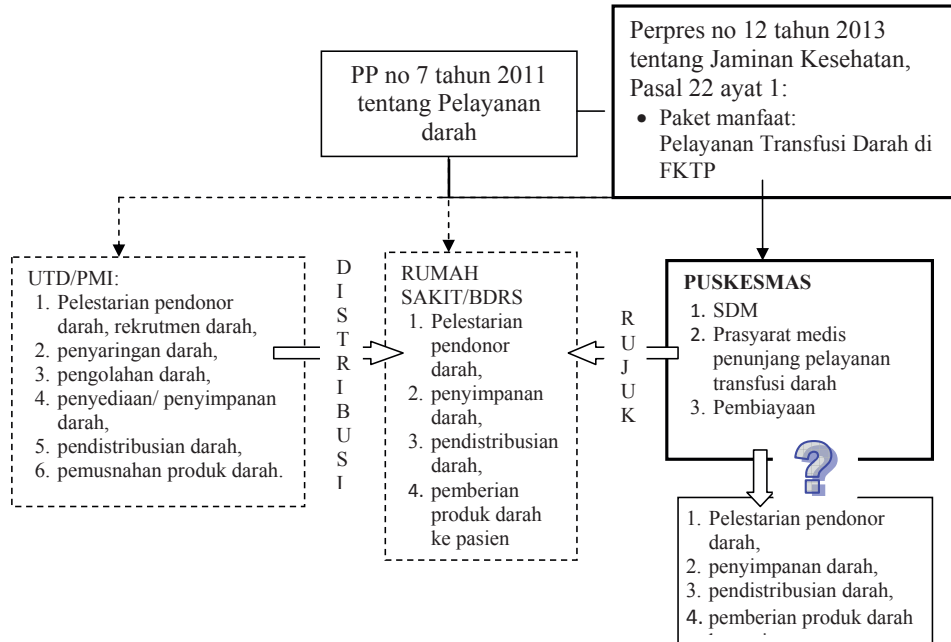 PP no 7 tahun 2011
tentang Pelayanan
darah
Perpres no 12 tahun 2013
tentang Jaminan Kesehatan,
Pasal 22 ayat 1:
• Paket manfaat:
Pelayanan Transfusi Darah di
FKTP
UTD/PMI:
1. Pelestarian pendonor
darah, rekrutmen darah,
2. penyaringan darah,
3. pengolahan darah,
4. penyediaan/ penyimpanan
darah,
5. pendistribusian darah,
6. pemusnahan produk darah.
D
I
S
T
R
I
B
U
S
I
RUMAH
SAKIT/BDRS
1. Pelestarian
pendonor
darah,
2. penyimpanan
darah,
3. pendistribusian
darah,
4. pemberian
produk darah
ke pasien
R
U
J
U
K
PUSKESMAS
1. SDM
2. Prasyarat medis
penunjang pelayanan
transfusi darah
3. Pembiayaan
?
1. Pelestarian pendonor
darah,
2. penyimpanan darah,
3. pendistribusian darah,
4. pemberian produk darah